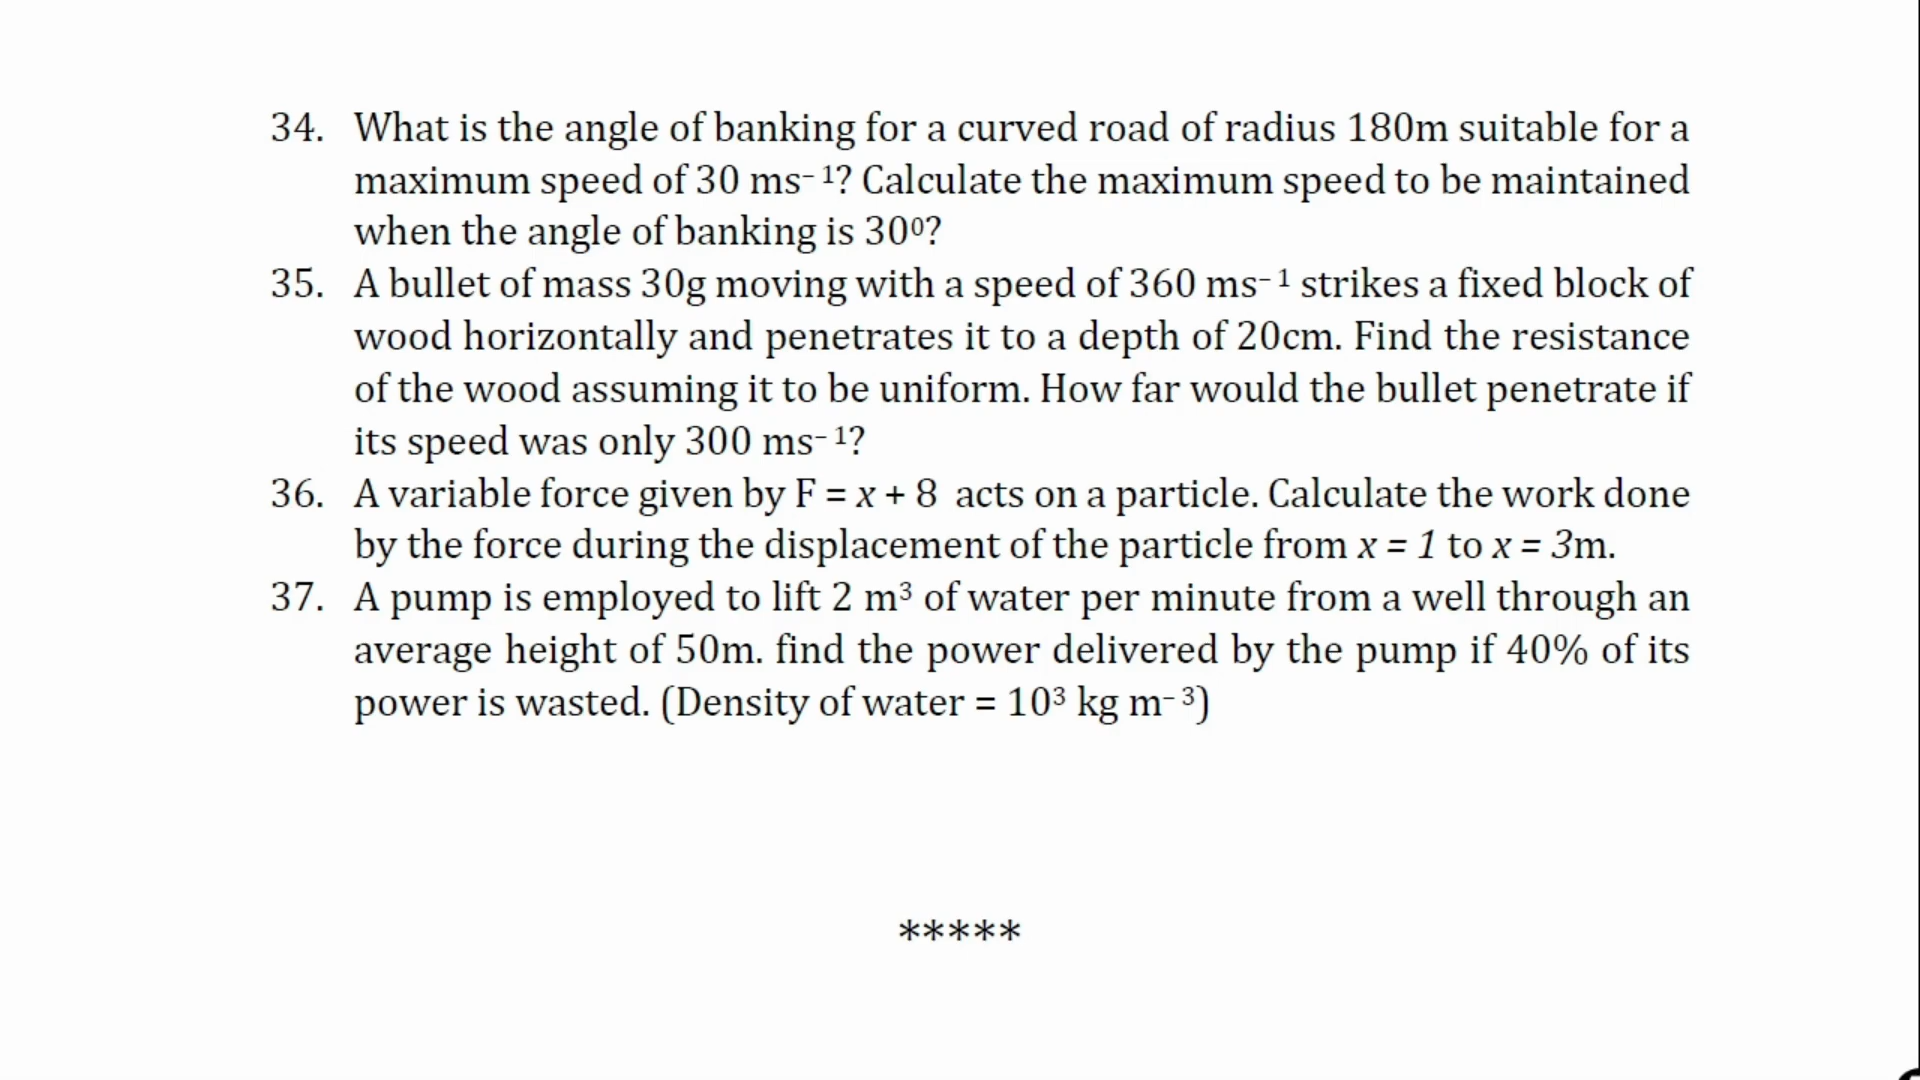 34. What is the angle of banking for a curved road of radius 180m suitable for a
maximum speed of 30 ms⁻¹? Calculate the maximum speed to be maintained
when the angle of banking is 30⁰?
35. A bullet of mass 30g moving with a speed of 360 ms⁻¹ strikes a fixed block of
wood horizontally and penetrates it to a depth of 20cm. Find the resistance
of the wood assuming it to be uniform. How far would the bullet penetrate if
its speed was only 300 ms⁻¹?
36. A variable force given by F = x + 8 acts on a particle. Calculate the work done
by the force during the displacement of the particle from x = 1 to x = 3m.
37. A pump is employed to lift 2 m³ of water per minute from a well through an
average height of 50m. find the power delivered by the pump if 40% of its
power is wasted. (Density of water = 10³ kg m⁻³)
*****